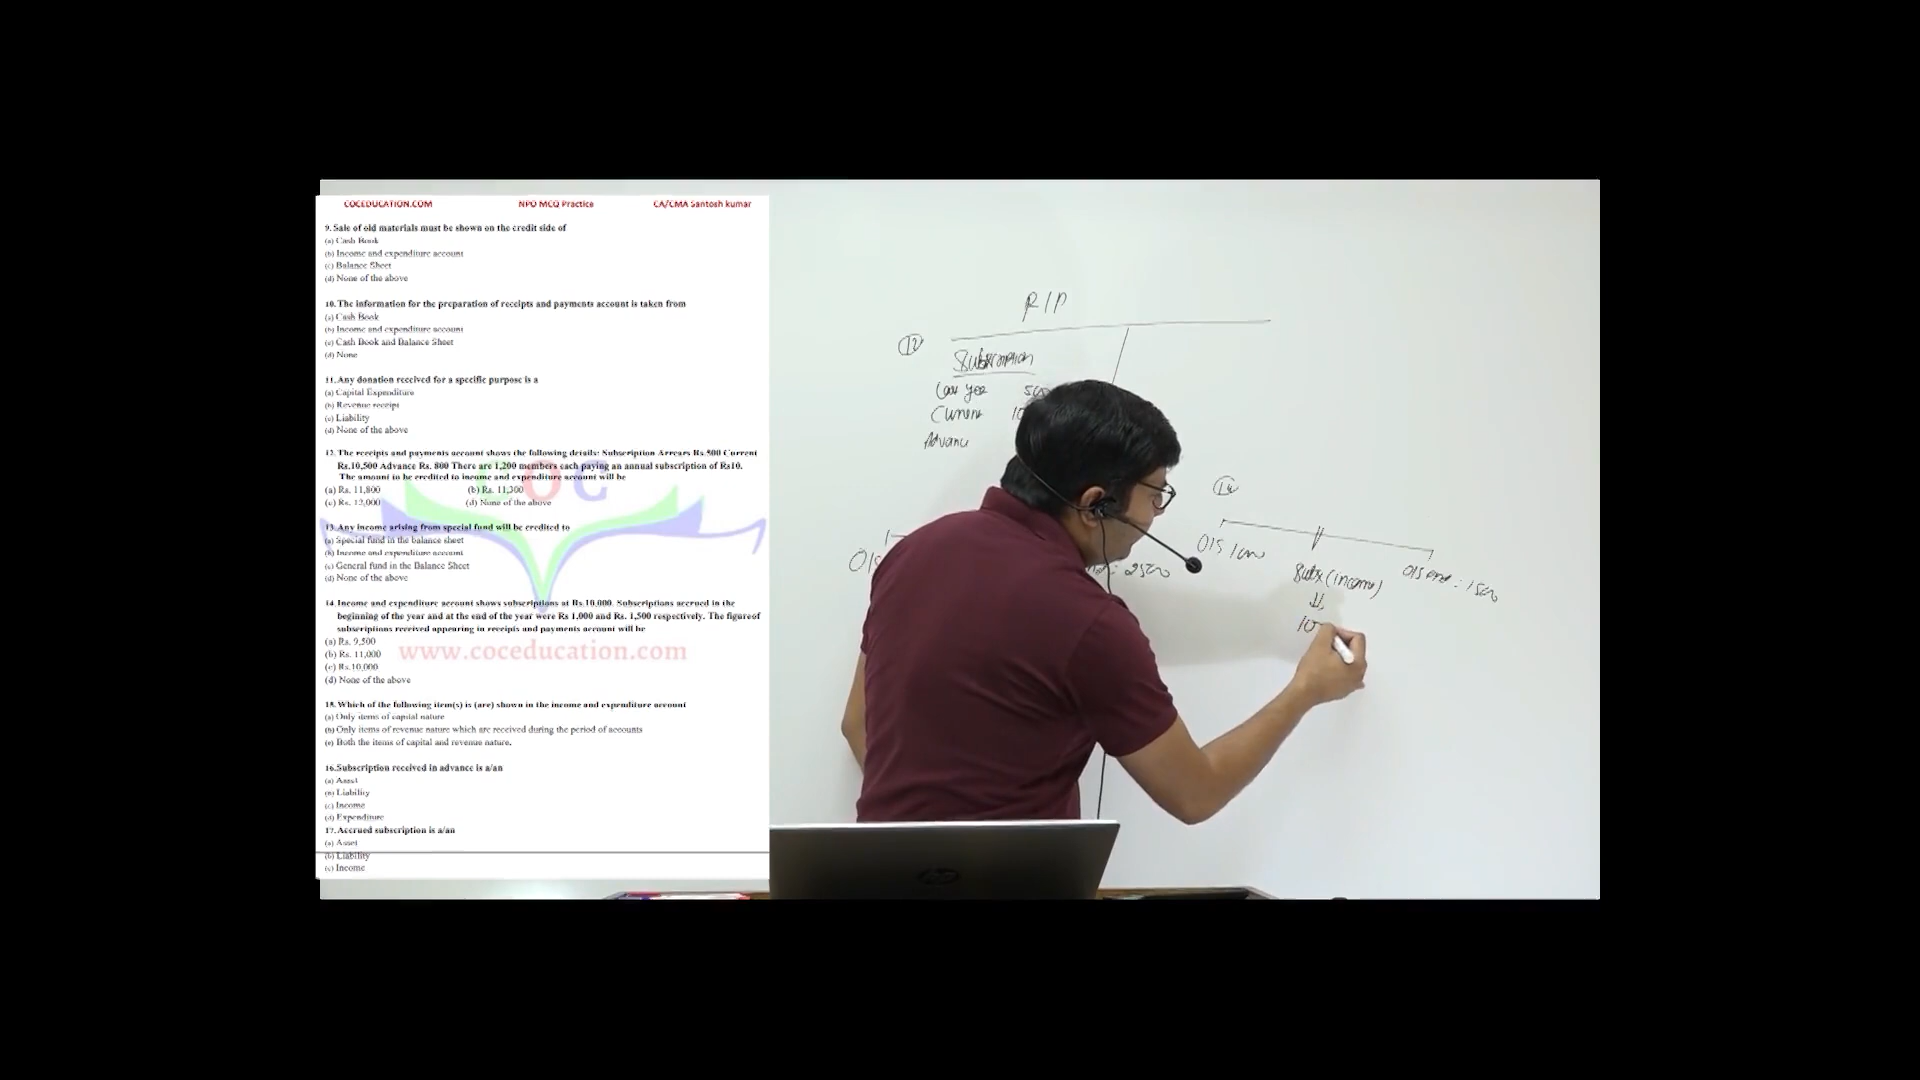 COCEDUCATION.COM NPO MCQ Practice CA/CMA Santosh kumar
9. Sale of old materials must be shown on the credit side of
(a) Cash Book
(b) Income and expenditure account
(c) Balance Sheet
(d) None of the above
10. The information for the preparation of receipts and payments account is taken from
(a) Cash Book
(b) Income and expenditure account
(c) Cash Book and Balance Sheet
(d) None
11. Any donation received for a specific purpose is a
(a) Capital Expenditure
(b) Revenue receipt
(c) Liability
(d) None of the above
12. The receipts and payments account shows the following details: Subscription Arrears Rs.500 Current
Rs.10,500 Advance Rs. 800 There are 1,200 members each paying an annual subscription of Rs10.
The amount to be credited to income and expenditure account will be
(a) Rs. 11,800 (b) Rs. 11,300
(c) Rs. 12,000 (d) None of the above
13. Any income arising from special fund will be credited to
(a) Special fund in the balance sheet
(b) Income and expenditure account
(c) General fund in the Balance Sheet
(d) None of the above
14. Income and expenditure account shows subscriptions at Rs.10,000. Subscriptions accrued in the
beginning of the year and at the end of the year were Rs 1,000 and Rs. 1,500 respectively. The figureof
subscriptions received appearing in receipts and payments account will be
(a) Rs. 9,500
(b) Rs. 11,000
(c) Rs.10,000
(d) None of the above
15. Which of the following item(s) is (are) shown in the income and expenditure account
(a) Only items of capital nature
(b) Only items of revenue nature which are received during the period of accounts
(c) Both the items of capital and revenue nature.
16.Subscription received in advance is a/an
(a) Asset
(b) Liability
(c) Income
(d) Expenditure
17. Accrued subscription is a/an
(a) Asset
(b) Liability
(c) Income
COC
www.coceducation.com
R/P
12
Subscription
Current 10
Advance
O/S
: 2500
14
O/S 1000
Subs (income)
O/S end : 1500
10
hp